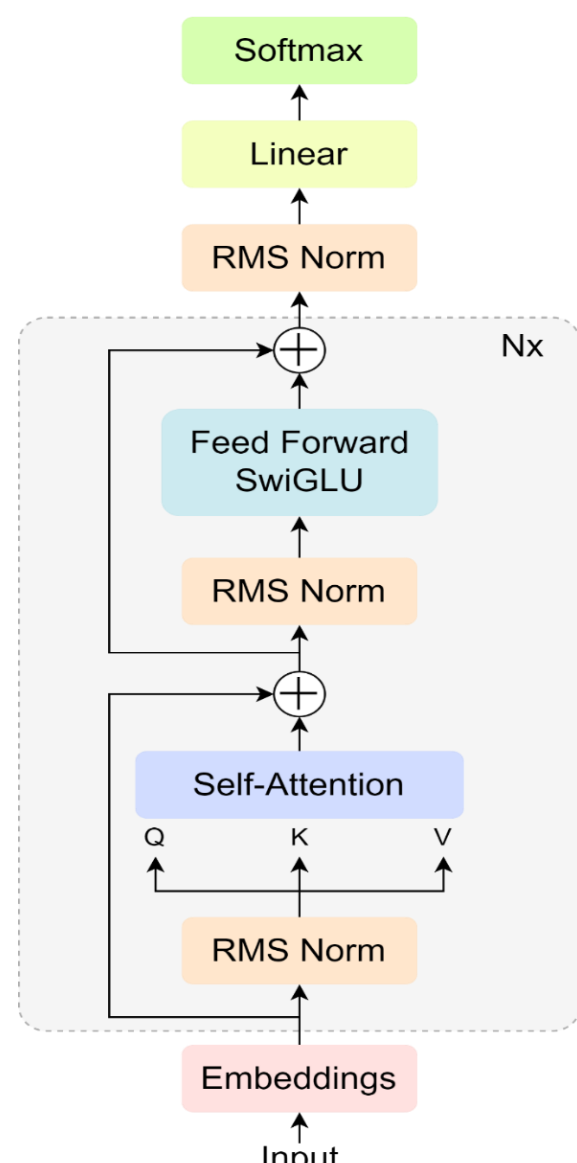 Softmax
Linear
RMS Norm
Nx
Feed Forward
SwiGLU
RMS Norm
Self-Attention
Q K V
RMS Norm
Embeddings
Input